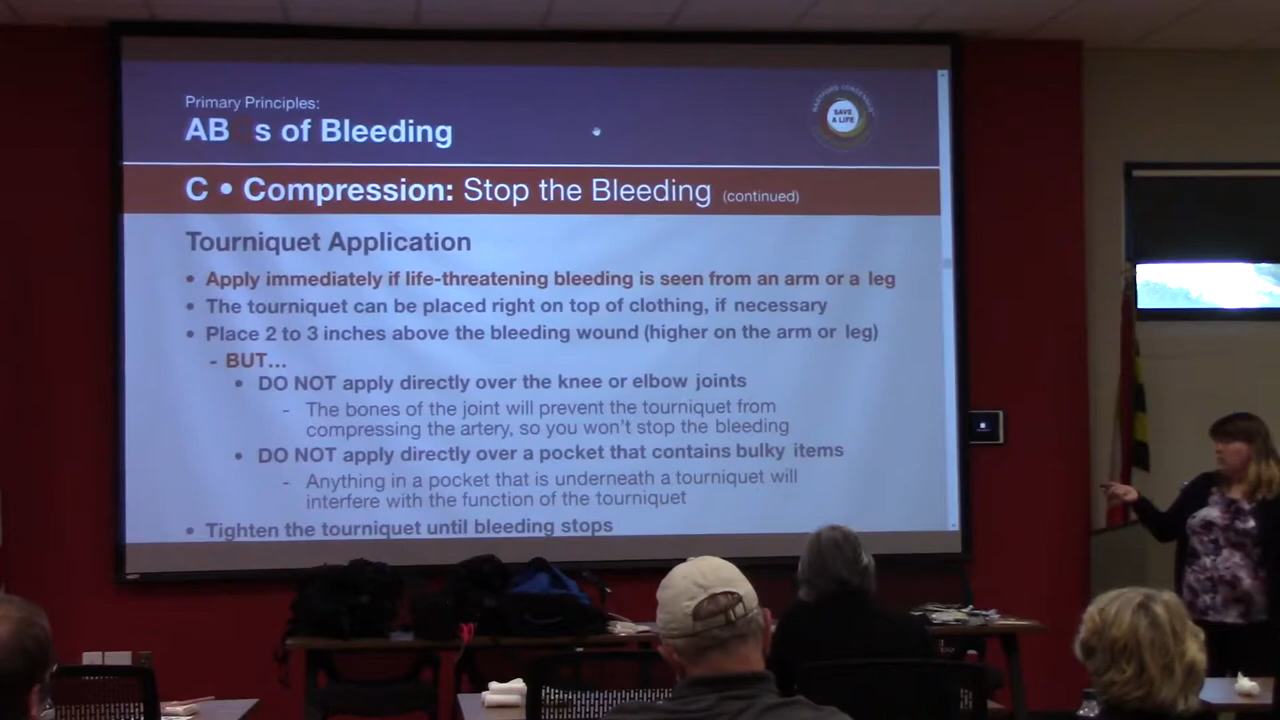 Primary Principles:
ABCs of Bleeding
HARTFORD CONSENSUS
SAVE
A LIFE
C • Compression: Stop the Bleeding (continued)
Tourniquet Application
• Apply immediately if life-threatening bleeding is seen from an arm or a leg
• The tourniquet can be placed right on top of clothing, if necessary
• Place 2 to 3 inches above the bleeding wound (higher on the arm or leg)
- BUT...
• DO NOT apply directly over the knee or elbow joints
- The bones of the joint will prevent the tourniquet from
compressing the artery, so you won't stop the bleeding
• DO NOT apply directly over a pocket that contains bulky items
- Anything in a pocket that is underneath a tourniquet will
interfere with the function of the tourniquet
• Tighten the tourniquet until bleeding stops